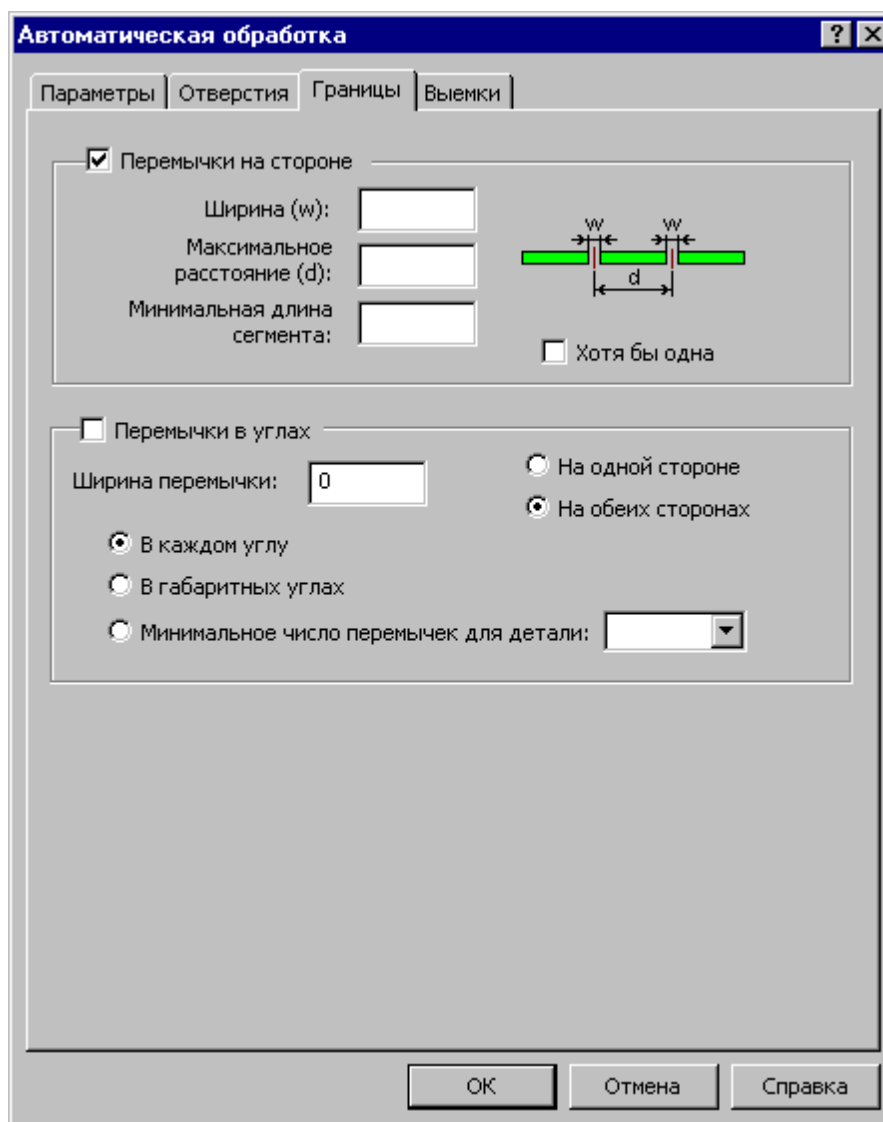 Автоматическая обработка
Параметры Отверстия Границы Выемки
Перемычки на стороне
Ширина (w):
Максимальное
расстояние (d):
Минимальная длина
сегмента:
w w
d
Хотя бы одна
Перемычки в углах
Ширина перемычки: 0
На одной стороне
На обеих сторонах
В каждом углу
В габаритных углах
Минимальное число перемычек для детали:
ОК Отмена Справка